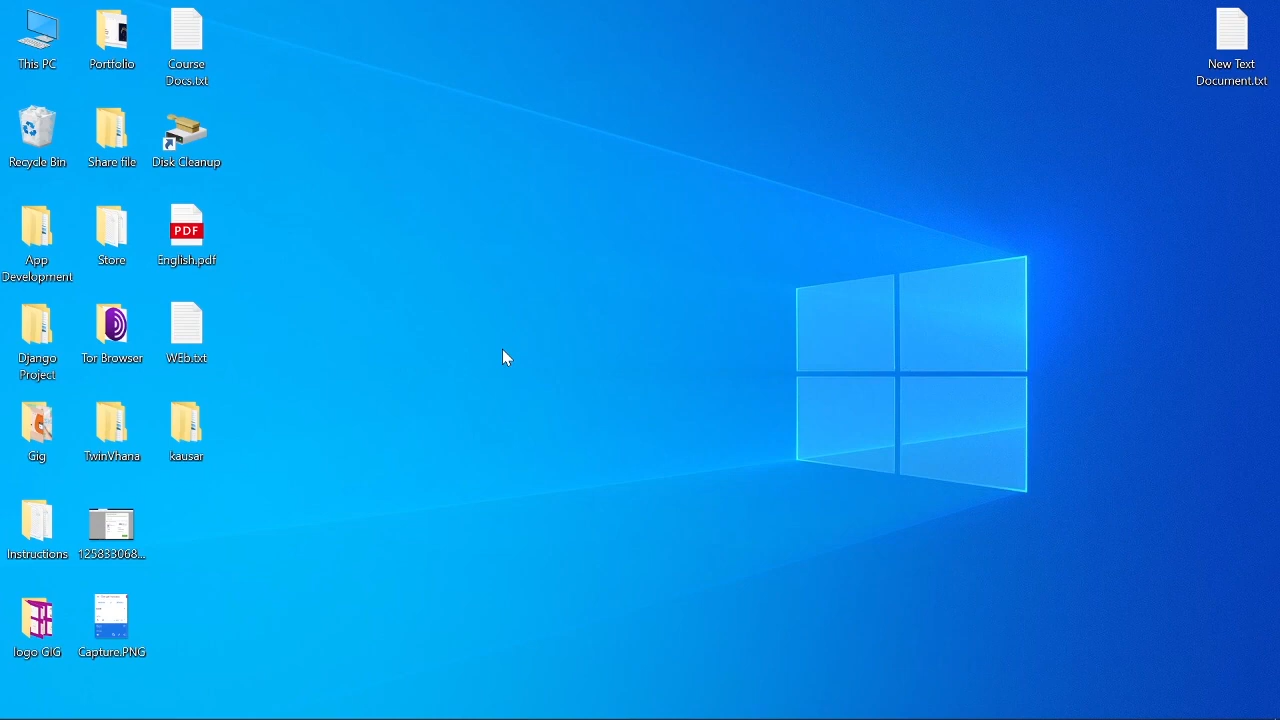 This PC
Portfolio
Course
Docs.txt
New Text
Document.txt
Recycle Bin
Share file
Disk Cleanup
App
Development
Store
PDF
English.pdf
Django
Project
Tor Browser
WEb.txt
Gig
TwinVhana
kausar
Instructions
125833068...
logo GIG
Capture.PNG